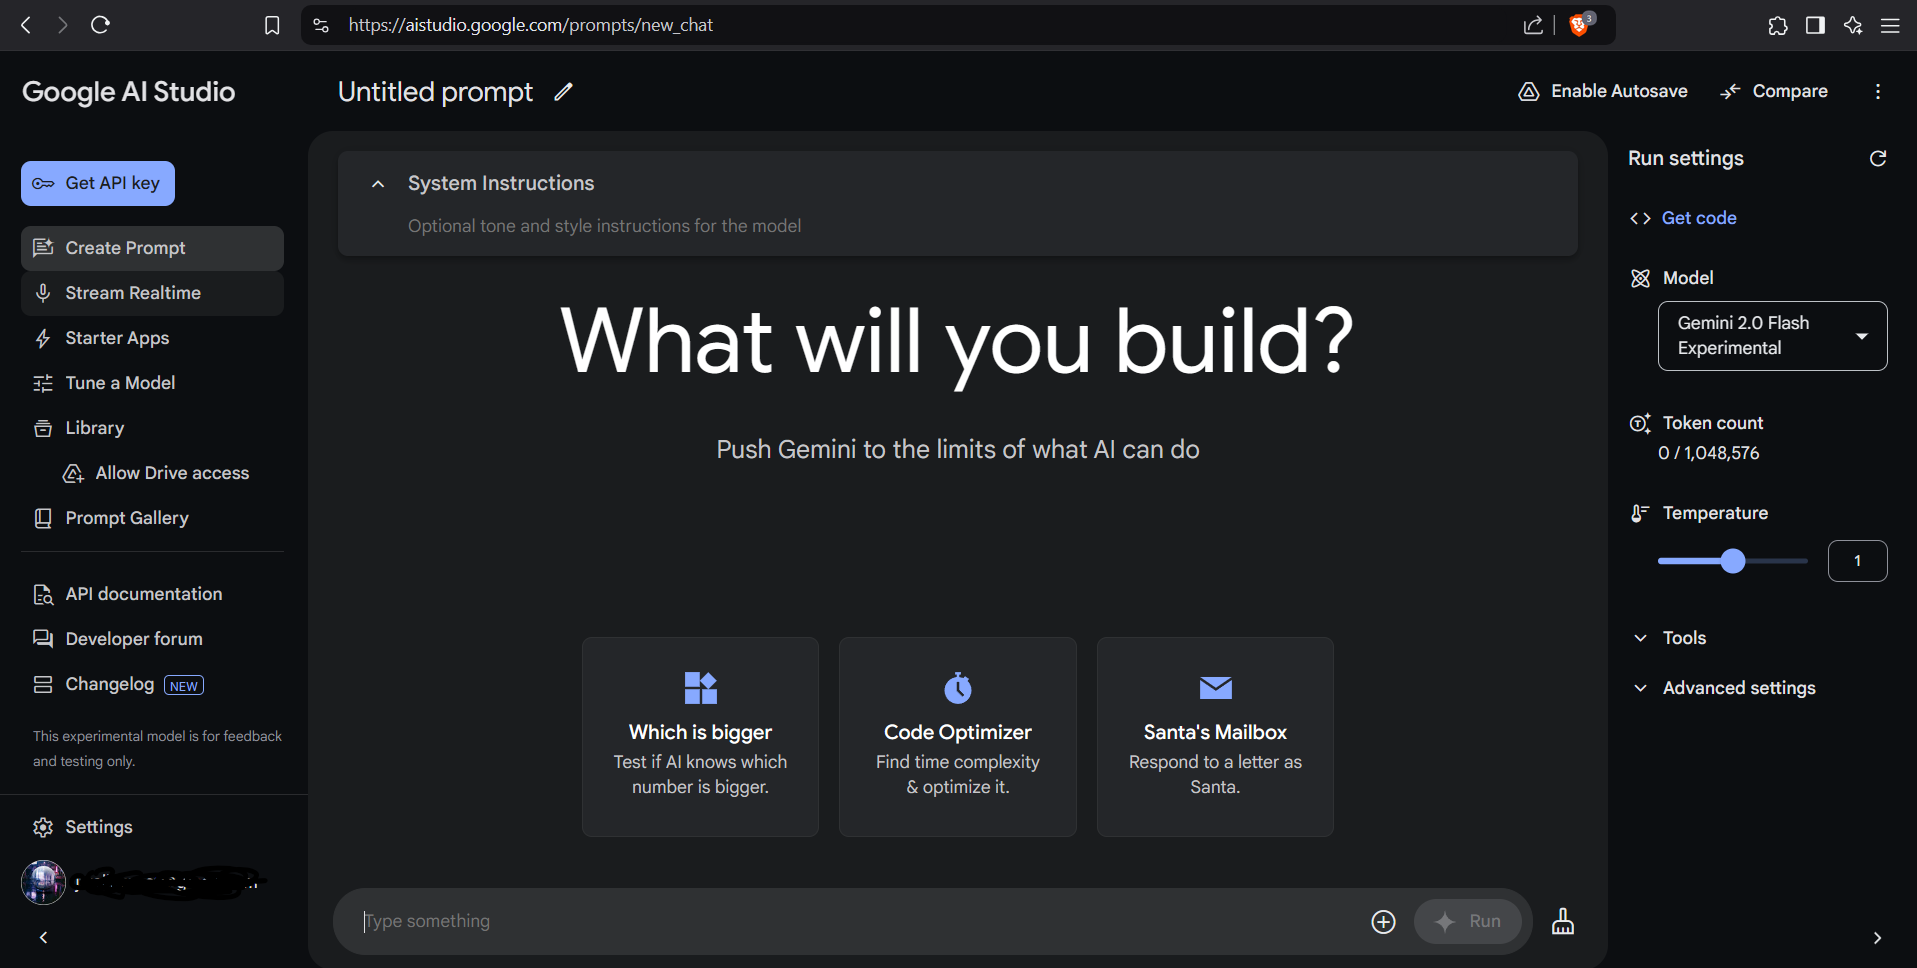 https://aistudio.google.com/prompts/new_chat
3
Google AI Studio
Untitled prompt
Enable Autosave
Compare
Get API key
Create Prompt
Stream Realtime
Starter Apps
Tune a Model
Library
Allow Drive access
Prompt Gallery
API documentation
Developer forum
Changelog NEW
This experimental model is for feedback
and testing only.
Settings
System Instructions
Optional tone and style instructions for the model
What will you build?
Push Gemini to the limits of what AI can do
Which is bigger
Test if AI knows which
number is bigger.
Code Optimizer
Find time complexity
& optimize it.
Santa's Mailbox
Respond to a letter as
Santa.
Type something
Run
Run settings
Get code
Model
Gemini 2.0 Flash
Experimental
Token count
0 / 1,048,576
Temperature
1
Tools
Advanced settings